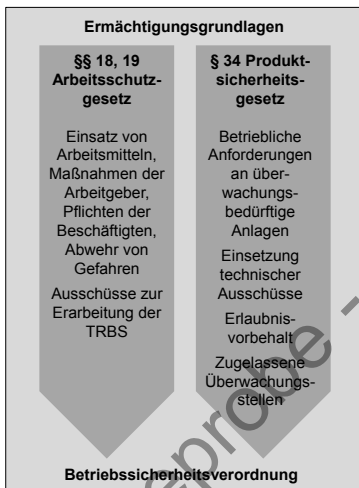 Ermächtigungsgrundlagen
§§ 18, 19
Arbeitsschutz-
gesetz
Einsatz von
Arbeitsmitteln,
Maßnahmen der
Arbeitgeber,
Pflichten der
Beschäftigten,
Abwehr von
Gefahren
Ausschüsse zur
Erarbeitung der
TRBS
§ 34 Produkt-
sicherheits-
gesetz
Betriebliche
Anforderungen
an über-
wachungs-
bedürftige
Anlagen
Einsetzung
technischer
Ausschüsse
Erlaubnis-
vorbehalt
Zugelassene
Überwachungs-
stellen
Betriebssicherheitsverordnung